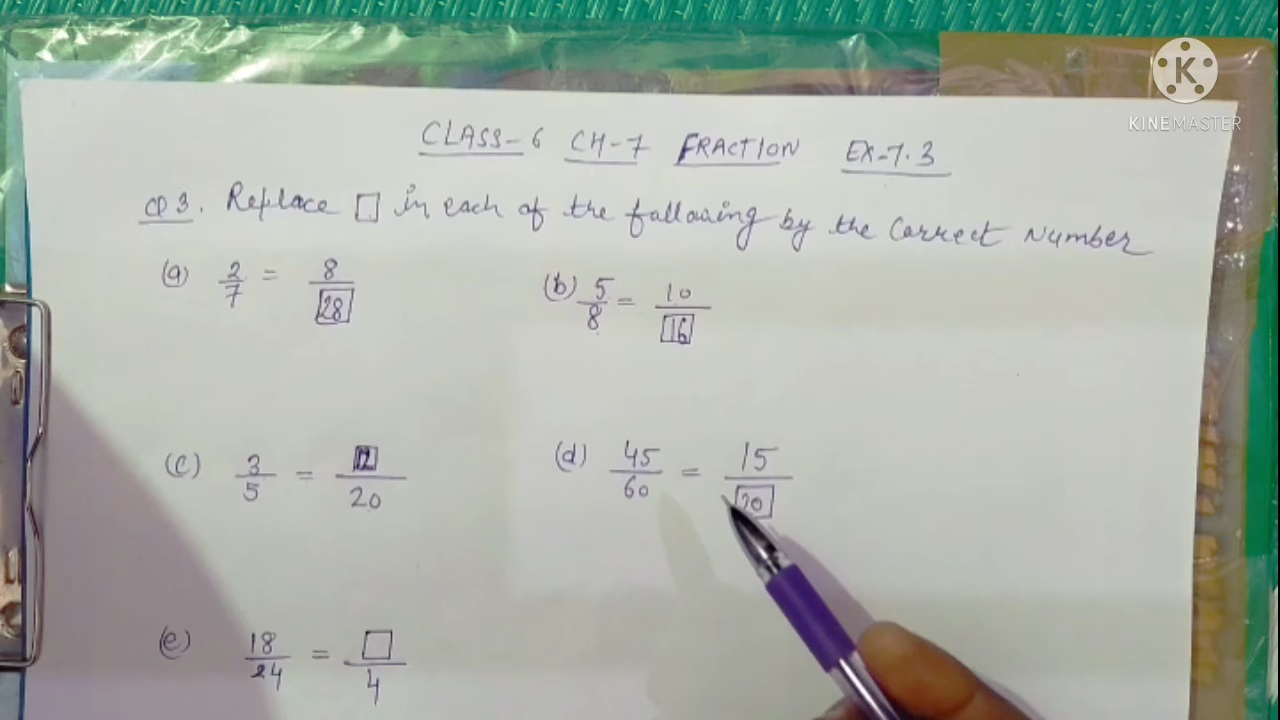 K
KINEMASTER
CLASS-6 CH-7 FRACTION EX-7.3
Q3. Replace □ in each of the following by the Correct Number
(a) 2/7 = 8/28 (b) 5/8 = 10/16
(c) 3/5 = 12/20 (d) 45/60 = 15/20
(e) 18/24 = □/4